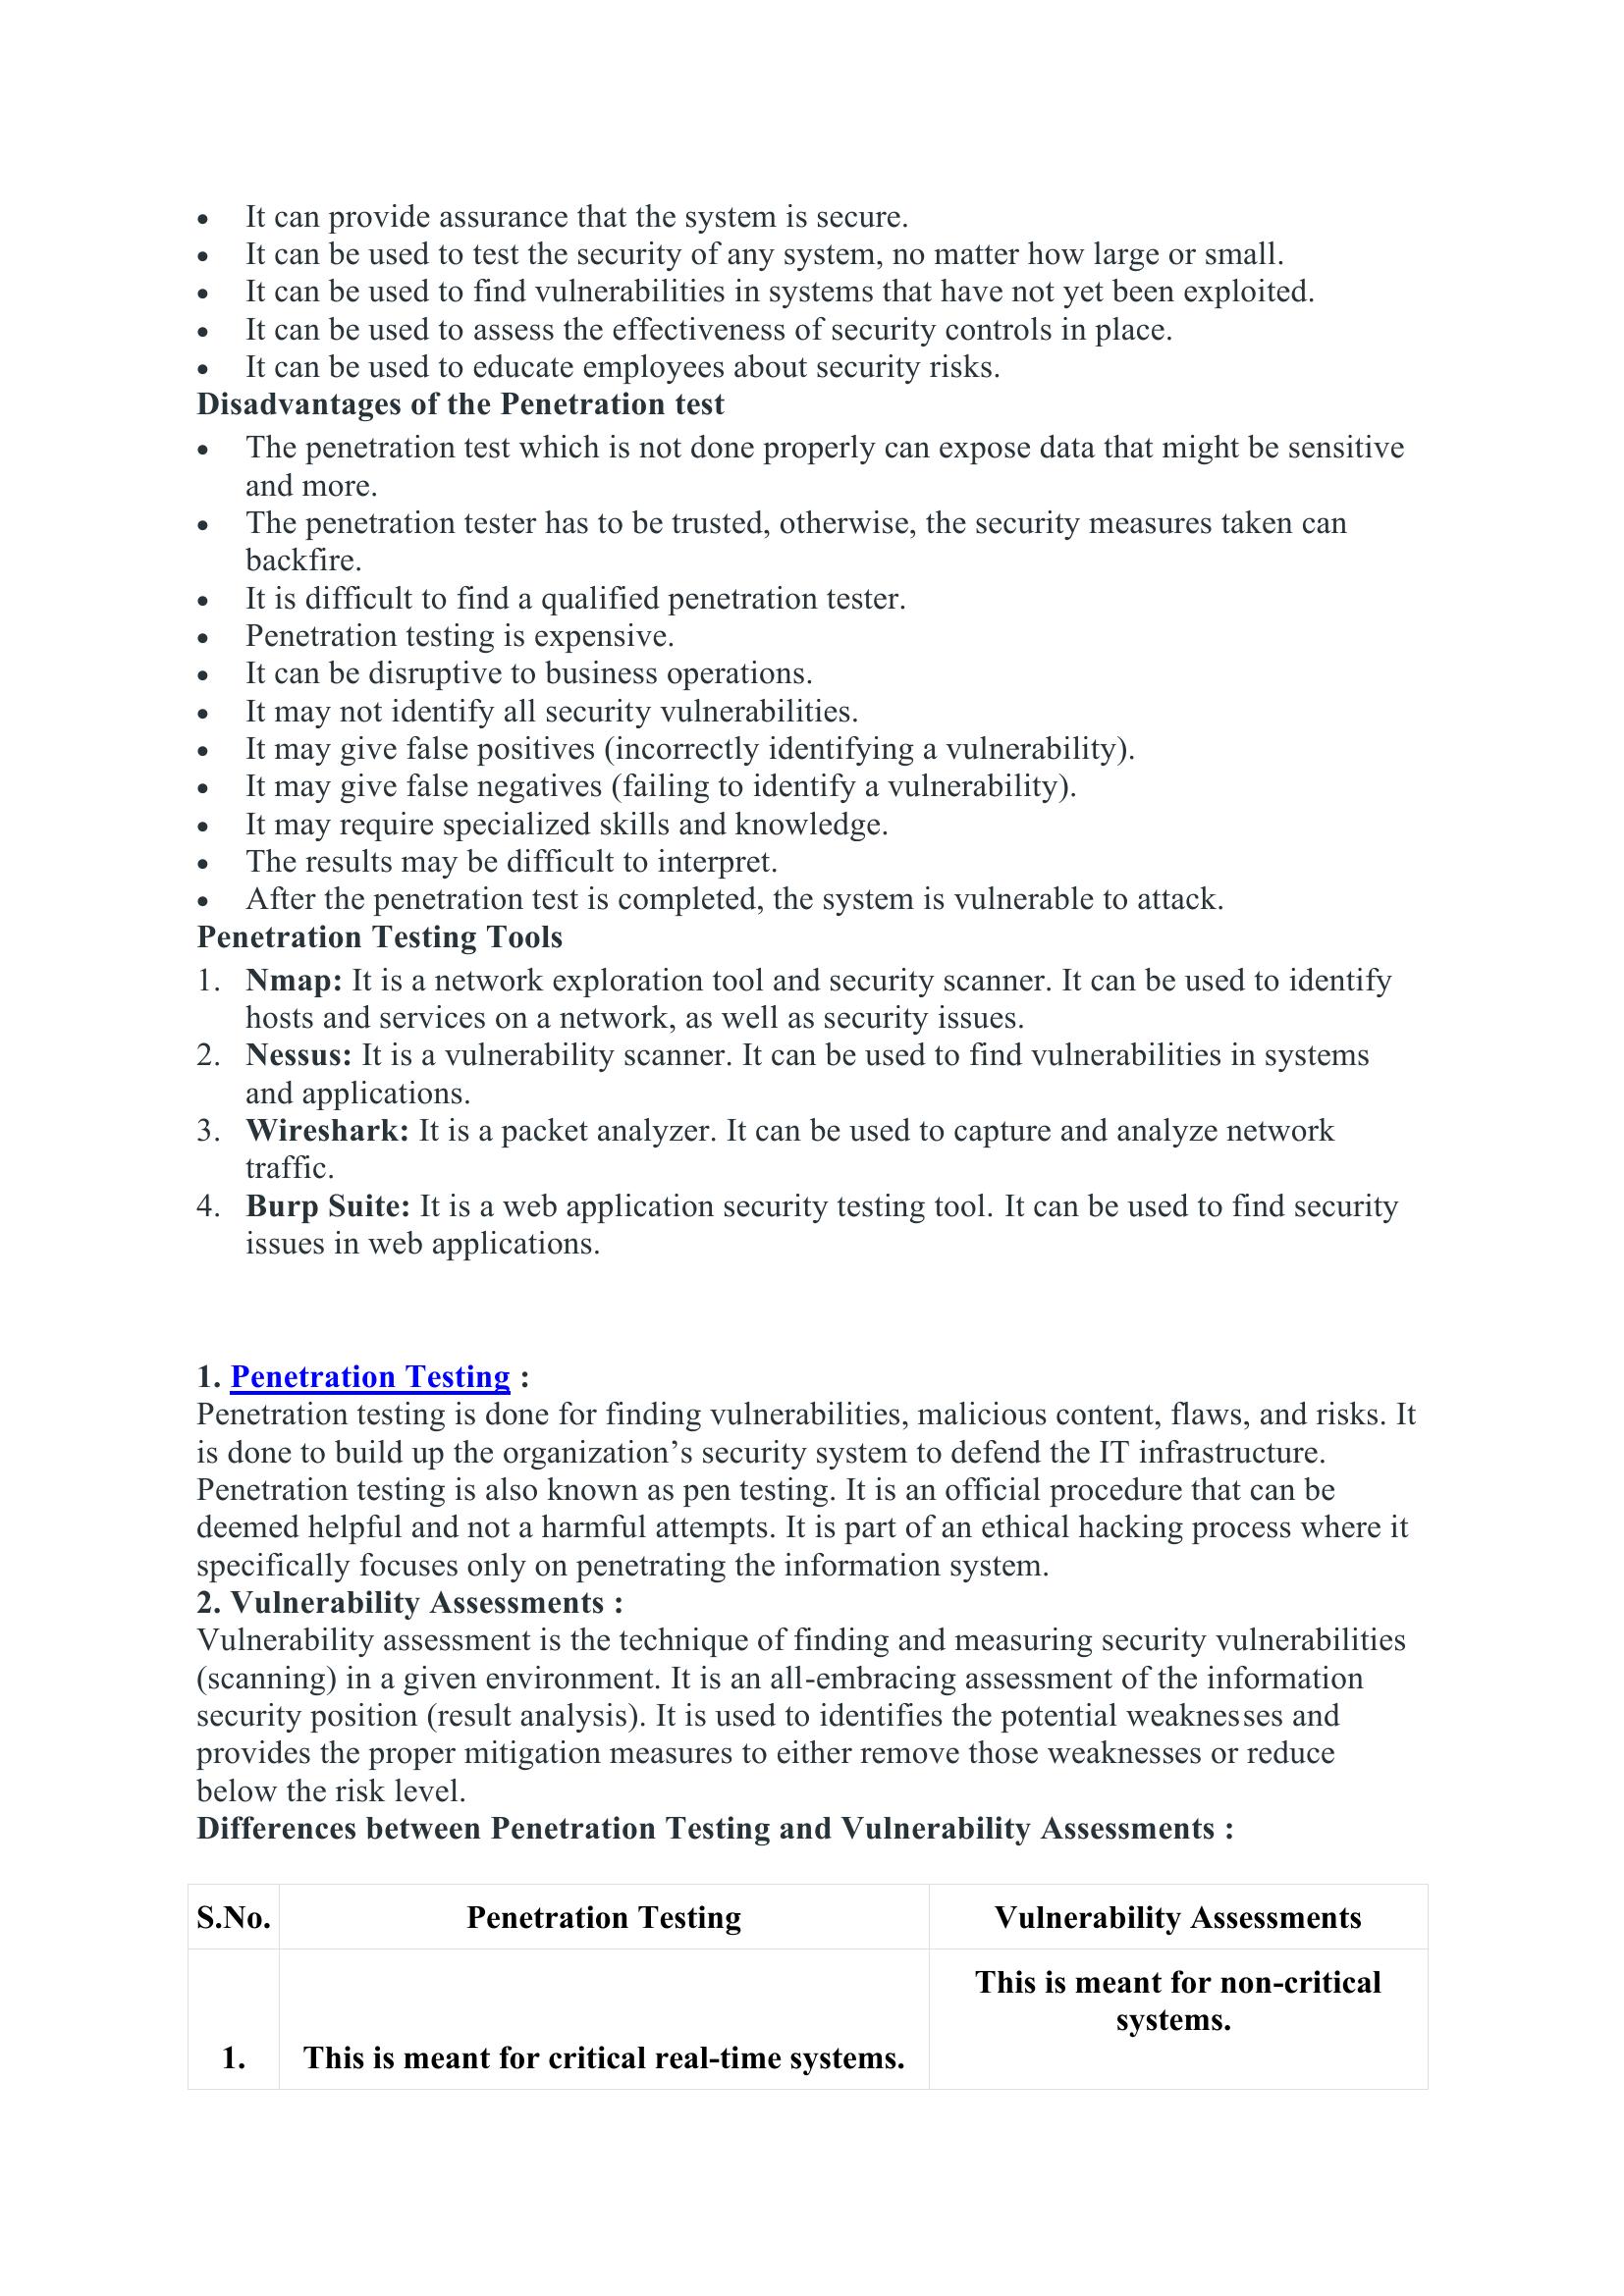 • It can provide assurance that the system is secure.
• It can be used to test the security of any system, no matter how large or small.
• It can be used to find vulnerabilities in systems that have not yet been exploited.
• It can be used to assess the effectiveness of security controls in place.
• It can be used to educate employees about security risks.
Disadvantages of the Penetration test
• The penetration test which is not done properly can expose data that might be sensitive
and more.
• The penetration tester has to be trusted, otherwise, the security measures taken can
backfire.
• It is difficult to find a qualified penetration tester.
• Penetration testing is expensive.
• It can be disruptive to business operations.
• It may not identify all security vulnerabilities.
• It may give false positives (incorrectly identifying a vulnerability).
• It may give false negatives (failing to identify a vulnerability).
• It may require specialized skills and knowledge.
• The results may be difficult to interpret.
• After the penetration test is completed, the system is vulnerable to attack.
Penetration Testing Tools
1. Nmap: It is a network exploration tool and security scanner. It can be used to identify
hosts and services on a network, as well as security issues.
2. Nessus: It is a vulnerability scanner. It can be used to find vulnerabilities in systems
and applications.
3. Wireshark: It is a packet analyzer. It can be used to capture and analyze network
traffic.
4. Burp Suite: It is a web application security testing tool. It can be used to find security
issues in web applications.
1. Penetration Testing :
Penetration testing is done for finding vulnerabilities, malicious content, flaws, and risks. It
is done to build up the organization’s security system to defend the IT infrastructure.
Penetration testing is also known as pen testing. It is an official procedure that can be
deemed helpful and not a harmful attempts. It is part of an ethical hacking process where it
specifically focuses only on penetrating the information system.
2. Vulnerability Assessments :
Vulnerability assessment is the technique of finding and measuring security vulnerabilities
(scanning) in a given environment. It is an all-embracing assessment of the information
security position (result analysis). It is used to identifies the potential weaknesses and
provides the proper mitigation measures to either remove those weaknesses or reduce
below the risk level.
Differences between Penetration Testing and Vulnerability Assessments :
S.No. Penetration Testing Vulnerability Assessments
This is meant for non-critical
systems.
1. This is meant for critical real-time systems.